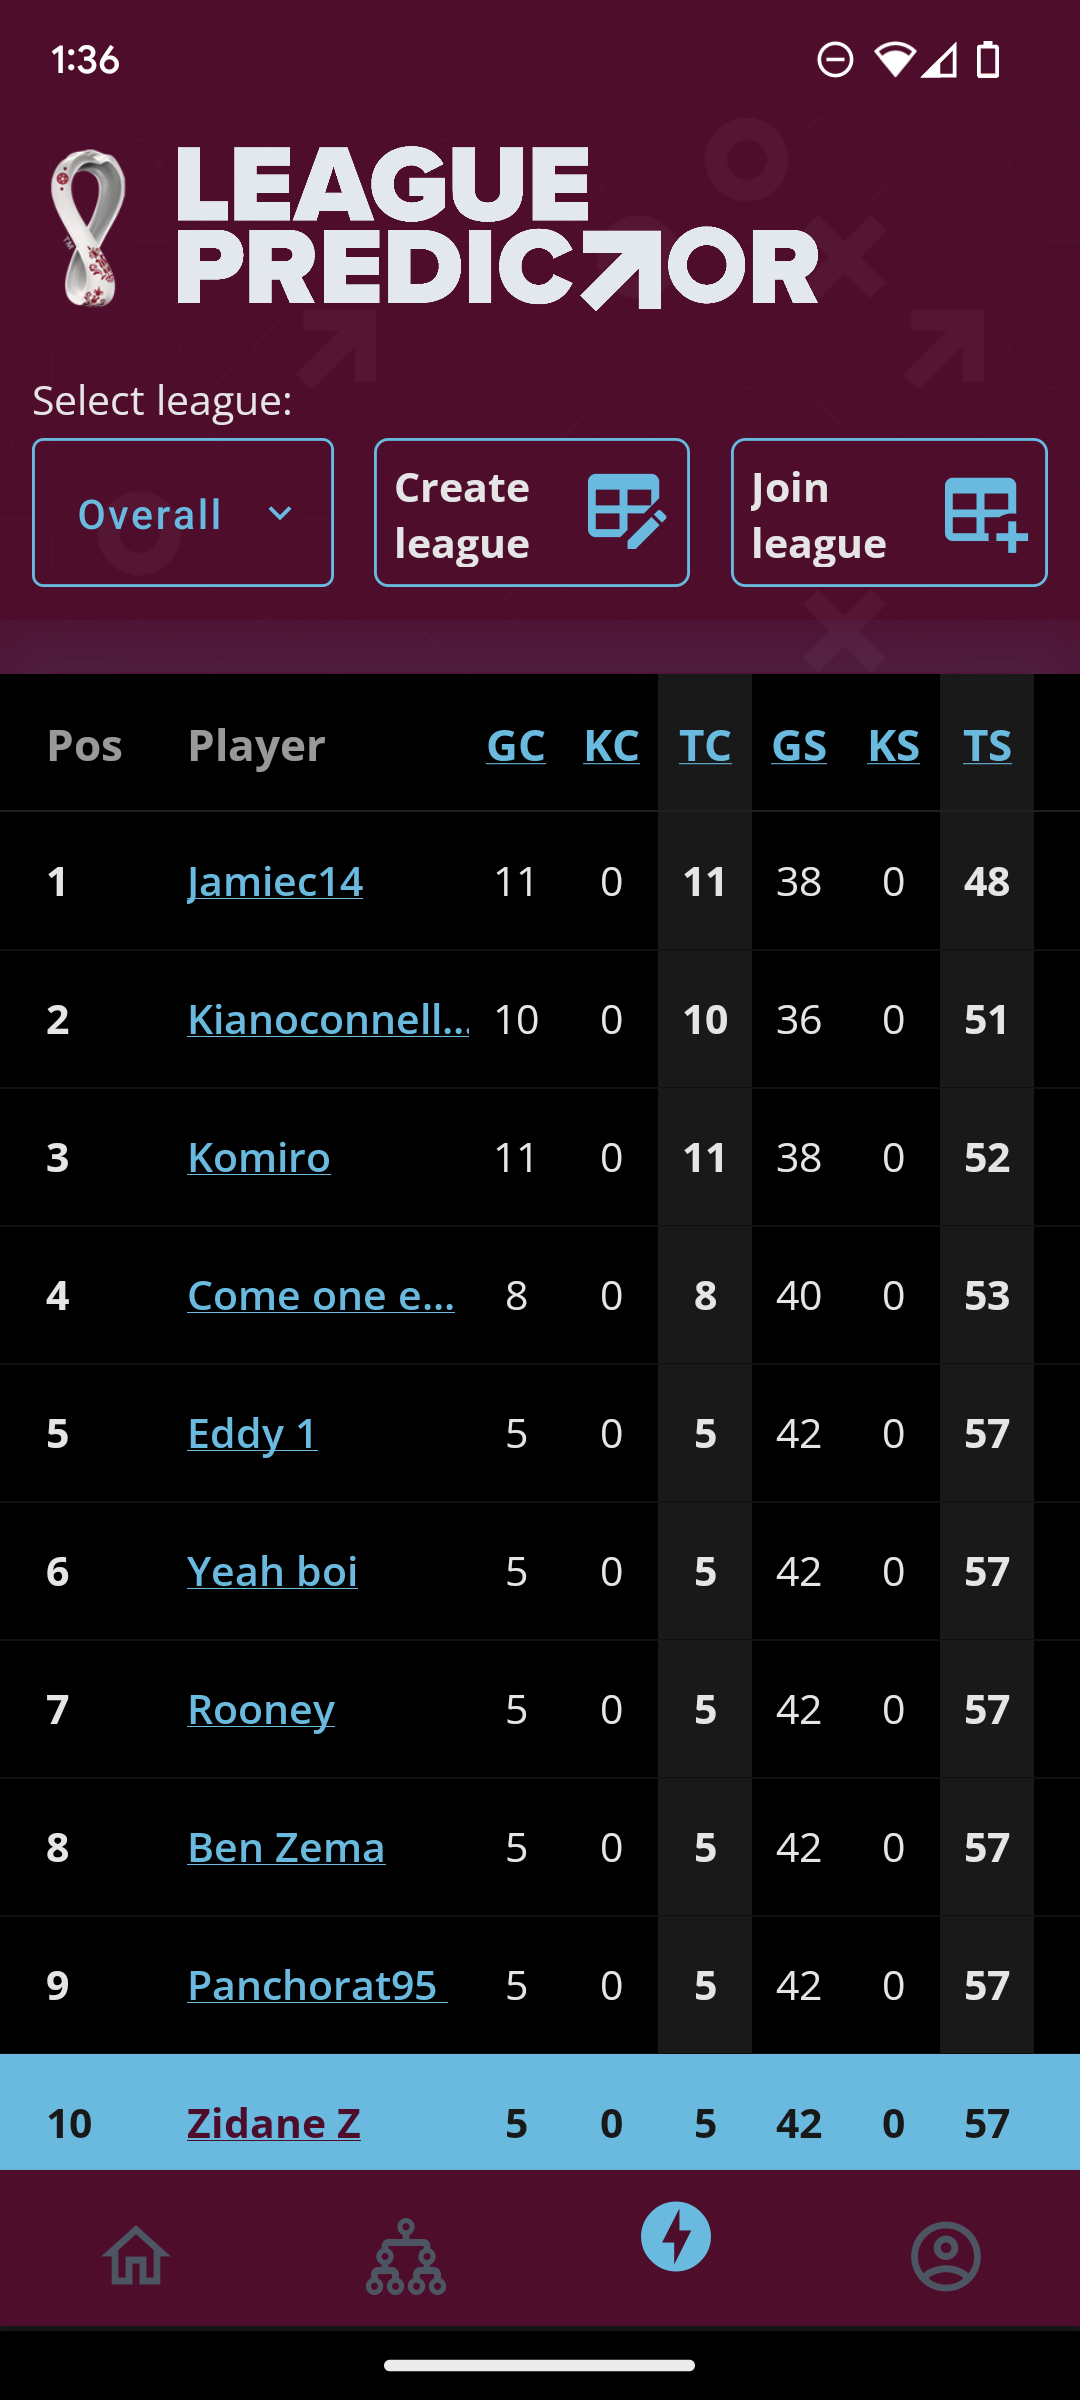 1:36
LEAGUE
PREDICTOR
Select league:
Overall
Create
league
Join
league
Pos Player GC KC TC GS KS TS
1 Jamiec14 11 0 11 38 0 48
2 Kianoconnell... 10 0 10 36 0 51
3 Komiro 11 0 11 38 0 52
4 Come one e... 8 0 8 40 0 53
5 Eddy 1 5 0 5 42 0 57
6 Yeah boi 5 0 5 42 0 57
7 Rooney 5 0 5 42 0 57
8 Ben Zema 5 0 5 42 0 57
9 Panchorat95 5 0 5 42 0 57
10 Zidane Z 5 0 5 42 0 57